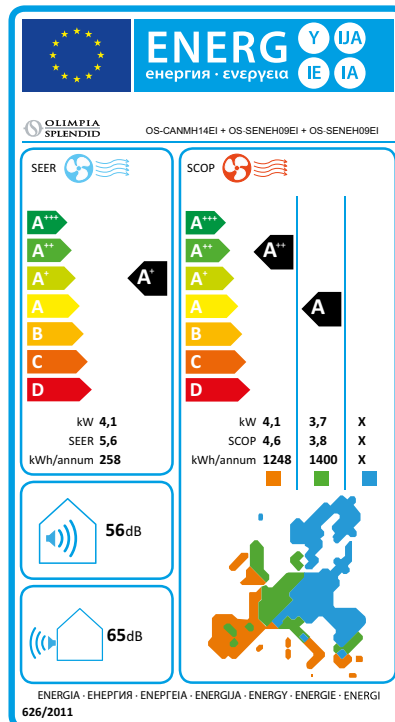 ENERG
енергия · ενεργεια
Y IJA
IE IA
OLIMPIA
SPLENDID
OS-CANMH14EI + OS-SENEH09EI + OS-SENEH09EI
SEER
A+++
A++
A+
A
B
C
D
A+
kW 4,1
SEER 5,6
kWh/annum 258
SCOP
A+++
A++
A+
A
B
C
D
A++
A
kW 4,1 3,7 X
SCOP 4,6 3,8 X
kWh/annum 1248 1400 X
56dB
65dB
ENERGIA · ЕНЕРГИЯ · ΕΝΕΡΓΕΙΑ · ENERGIJA · ENERGY · ENERGIE · ENERGI
626/2011